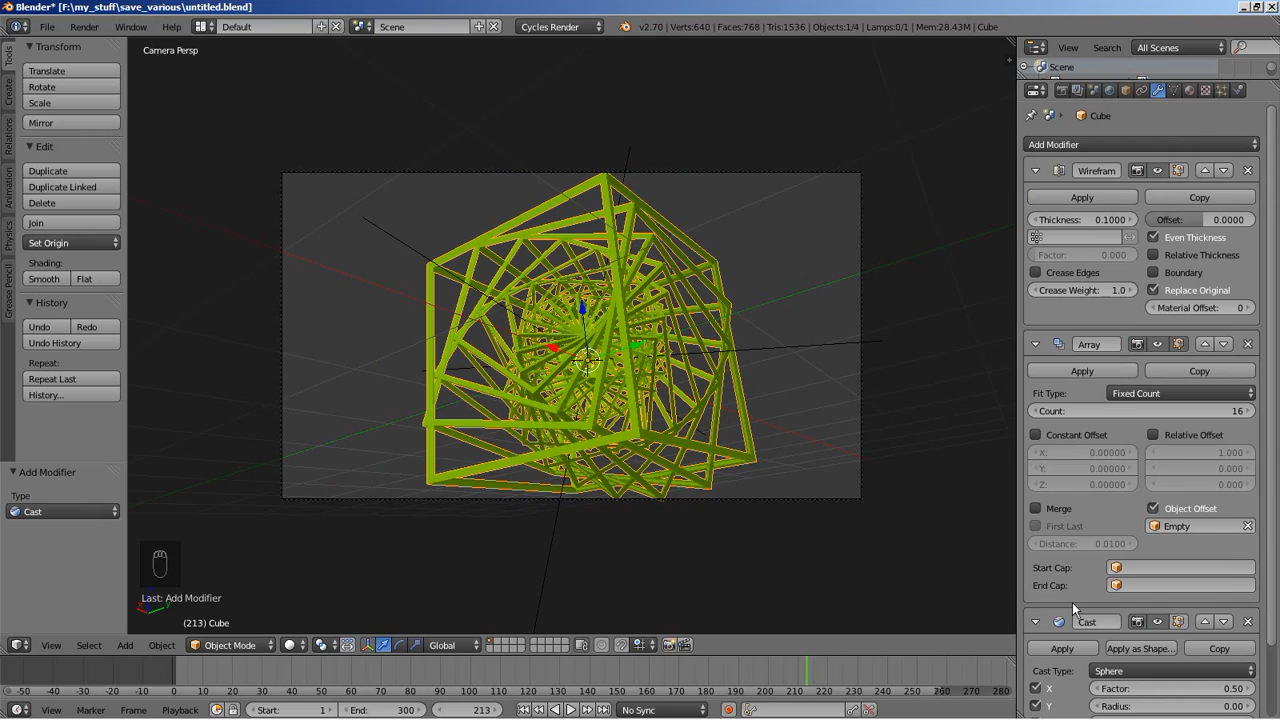 Blender* [F:\my_stuff\save_various\untitled.blend]
File Render Window Help Default Scene Cycles Render v2.70 | Verts:640 | Faces:768 | Tris:1536 | Objects:1/4 | Lamps:0/1 | Mem:28.43M | Cube
View Search All Scenes
Scene
Tools
Create
Relations
Animation
Physics
Grease Pencil
Transform
Translate
Rotate
Scale
Mirror
Edit
Duplicate
Duplicate Linked
Delete
Join
Set Origin
Shading:
Smooth Flat
History
Undo Redo
Undo History
Repeat:
Repeat Last
History...
Add Modifier
Type
Cast
Camera Persp
Last: Add Modifier
(213) Cube
Cube
Add Modifier
Wirefram
Apply Copy
Thickness: 0.1000 Offset: 0.0000
Even Thickness
Factor: 0.000 Relative Thickness
Crease Edges Boundary
Crease Weight: 1.0 Replace Original
Material Offset: 0
Array
Apply Copy
Fit Type: Fixed Count
Count: 16
Constant Offset Relative Offset
X: 0.00000 1.000
Y: 0.00000 0.000
Z: 0.00000 0.000
Merge Object Offset
First Last Empty
Distance: 0.0100
Start Cap:
End Cap:
Cast
Apply Apply as Shape... Copy
Cast Type: Sphere
X Factor: 0.50
Y Radius: 0.00
View Select Add Object Object Mode Global
-50 -40 -30 -20 -10 0 10 20 30 40 50 60 70 80 90 100 110 120 130 140 150 160 170 180 190 200 210 220 230 240 250 260 270 280
View Marker Frame Playback Start: 1 End: 300 213 No Sync